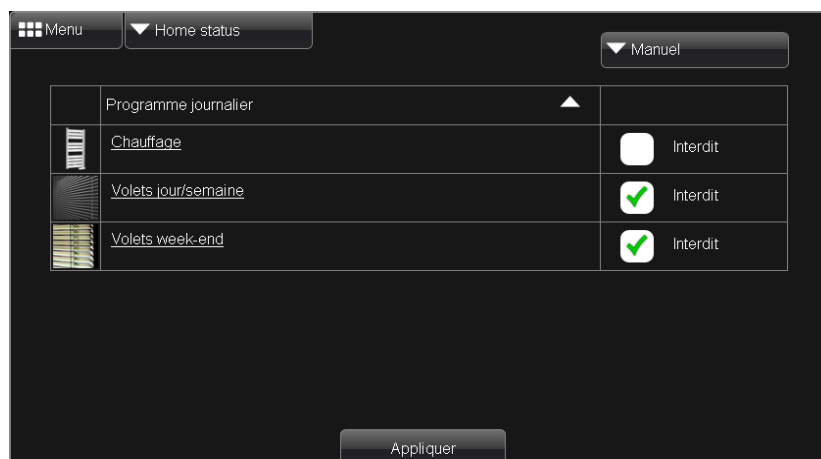 Menu
Home status
Manuel
Programme journalier
Chauffage
Interdit
Volets jour/semaine
Interdit
Volets week-end
Interdit
Appliquer